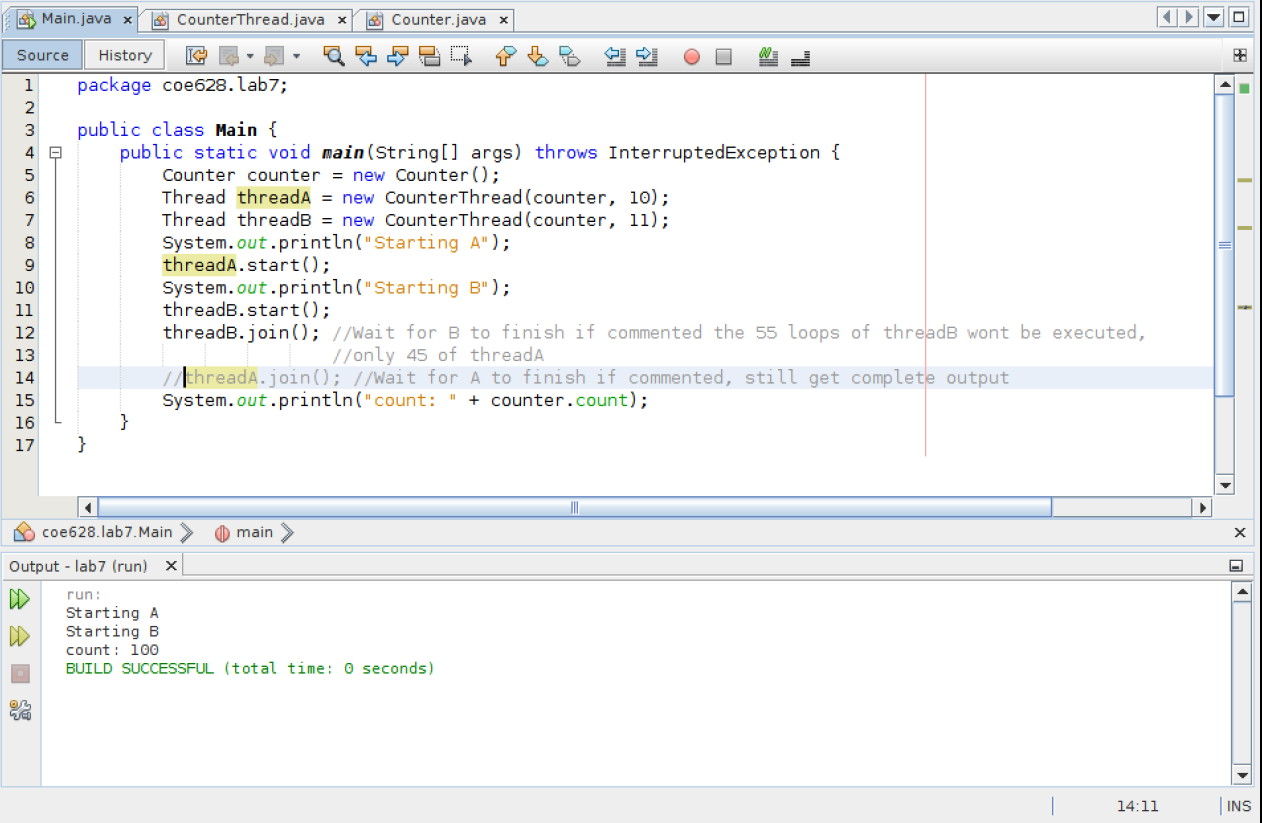 Main.java × CounterThread.java × Counter.java ×
Source History
1 package coe628.lab7;
2
3 public class Main {
4 public static void main(String[] args) throws InterruptedException {
5 Counter counter = new Counter();
6 Thread threadA = new CounterThread(counter, 10);
7 Thread threadB = new CounterThread(counter, 11);
8 System.out.println("Starting A");
9 threadA.start();
10 System.out.println("Starting B");
11 threadB.start();
12 threadB.join(); //Wait for B to finish if commented the 55 loops of threadB wont be executed,
13 //only 45 of threadA
14 //threadA.join(); //Wait for A to finish if commented, still get complete output
15 System.out.println("count: " + counter.count);
16 }
17 }
coe628.lab7.Main main
Output - lab7 (run)
run:
Starting A
Starting B
count: 100
BUILD SUCCESSFUL (total time: 0 seconds)
14:11 INS